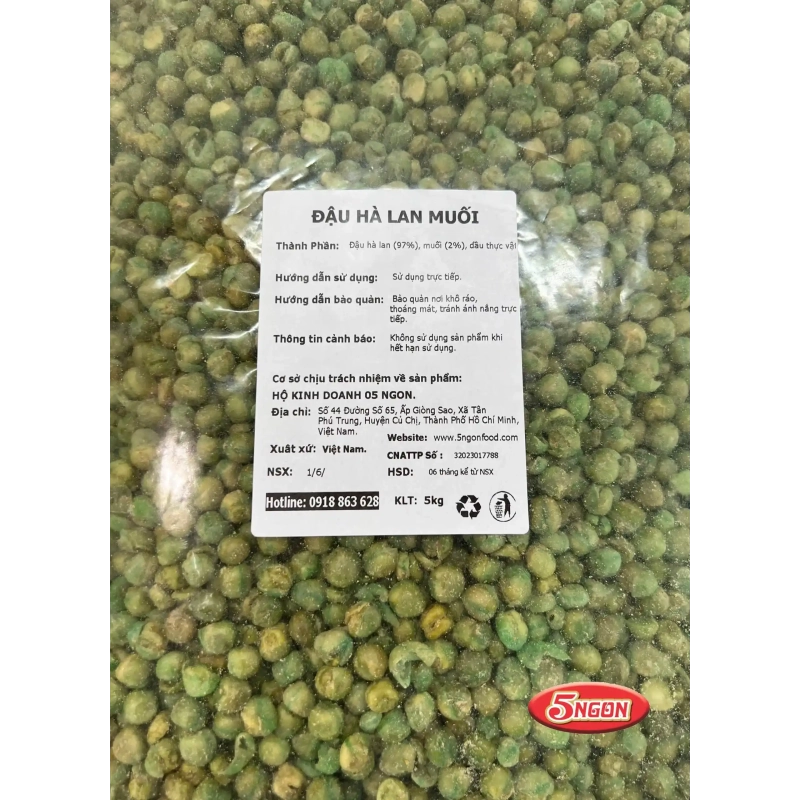 ĐẬU HÀ LAN MUỐI
Thành Phần: Đậu hà lan (97%), muối (2%), dầu thực vật
Hướng dẫn sử dụng: Sử dụng trực tiếp.
Hướng dẫn bảo quản: Bảo quản nơi khô ráo,
thoáng mát, tránh ánh nắng trực
tiếp.
Thông tin cảnh báo: Không sử dụng sản phẩm khi
hết hạn sử dụng.
Cơ sở chịu trách nhiệm về sản phẩm:
HỘ KINH DOANH 05 NGON.
Địa chỉ: Số 44 Đường Số 65, Ấp Giòng Sao, Xã Tân
Phú Trung, Huyện Củ Chị, Thành Phố Hồ Chí Minh,
Việt Nam.
Website: www.5ngonfood.com
Xuất xứ: Việt Nam.
CNATTP Số : 32023017788
NSX: 1/6/
HSD: 06 tháng kể từ NSX
Hotline: 0918 863 628
KLT: 5kg
5NGON